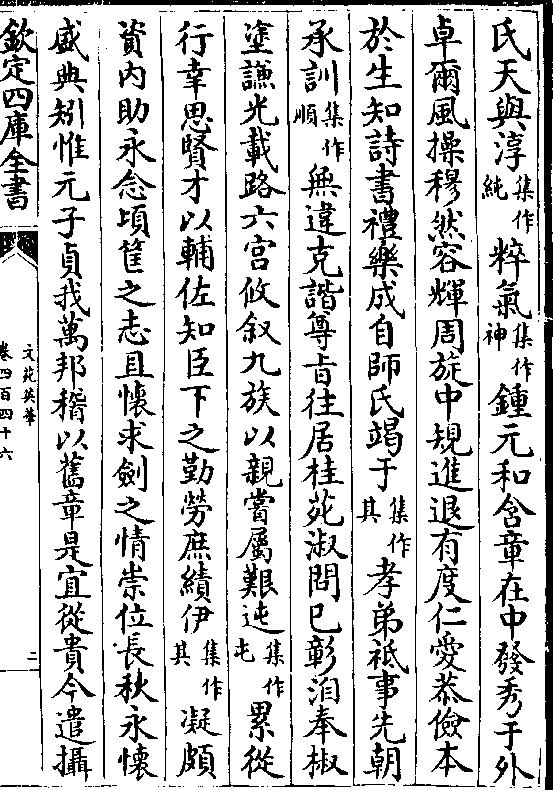 氏天與淳集作純粹氣集作神鍾元和含章在中發秀于外
卓爾風操穆然容輝周旋中規進退有度仁愛恭儉本
於生知詩書禮樂成自師氏竭于集作其孝弟祗事先朝
承訓集作順無違克諧尊旨往居桂苑淑問已彰洎奉椒
塗謙光載路六宮攸叙九族以親嘗屬艱迍集作屯累從
行幸思賢才以輔佐知臣下之勤勞庶績伊集作其凝頗
資內助永念頃筐之志且懷求劍之情崇位長秋永懷
盛典矧惟元子貞我萬邦稽以舊章是宜從貴今遣攝
欽定四庫全書
文苑英華
卷四百四十六
二